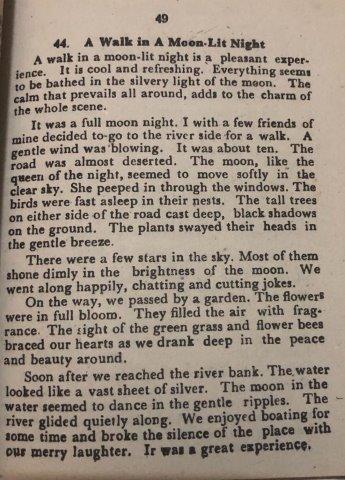 49
44. A Walk in A Moon-Lit Night
A walk in a moon-lit night is a pleasant exper-
ience. It is cool and refreshing. Everything seems
to be bathed in the silvery light of the moon. The
calm that prevails all around, adds to the charm of
the whole scene.
It was a full moon night. I with a few friends of
mine decided to go to the river side for a walk. A
gentle wind was blowing. It was about ten. The
road was almost deserted. The moon, like the
queen of the night, seemed to move softly in the
clear sky. She peeped in through the windows. The
birds were fast asleep in their nests. The tall trees
on either side of the road cast deep, black shadows
on the ground. The plants swayed their heads in
the gentle breeze.
There were a few stars in the sky. Most of them
shone dimly in the brightness of the moon. We
went along happily, chatting and cutting jokes.
On the way, we passed by a garden. The flowers
were in full bloom. They filled the air with frag-
rance. The sight of the green grass and flower bees
braced our hearts as we drank deep in the peace
and beauty around.
Soon after we reached the river bank. The water
looked like a vast sheet of silver. The moon in the
water seemed to dance in the gentle ripples. The
river glided quietly along. We enjoyed boating for
some time and broke the silence of the place with
our merry laughter. Ir was a great experience.